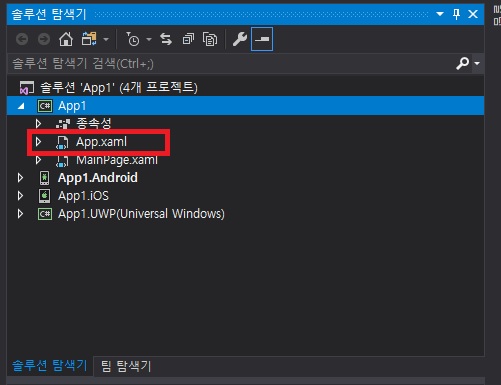 솔루션 탐색기
솔루션 탐색기 검색(Ctrl+;)
솔루션 'App1' (4개 프로젝트)
C# App1
종속성
App.xaml
MainPage.xaml
App1.Android
App1.iOS
C# App1.UWP(Universal Windows)
솔루션 탐색기 팀 탐색기